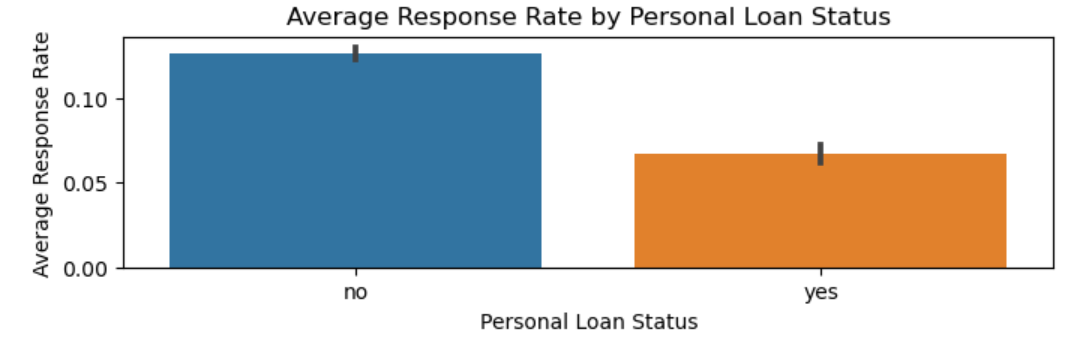 Average Response Rate by Personal Loan Status
Average Response Rate
0.10
0.05
0.00
no yes
Personal Loan Status